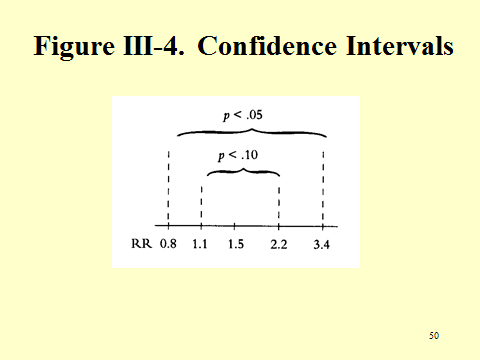 Figure III-4. Confidence Intervals
p < .05
p < .10
RR 0.8 1.1 1.5 2.2 3.4
50